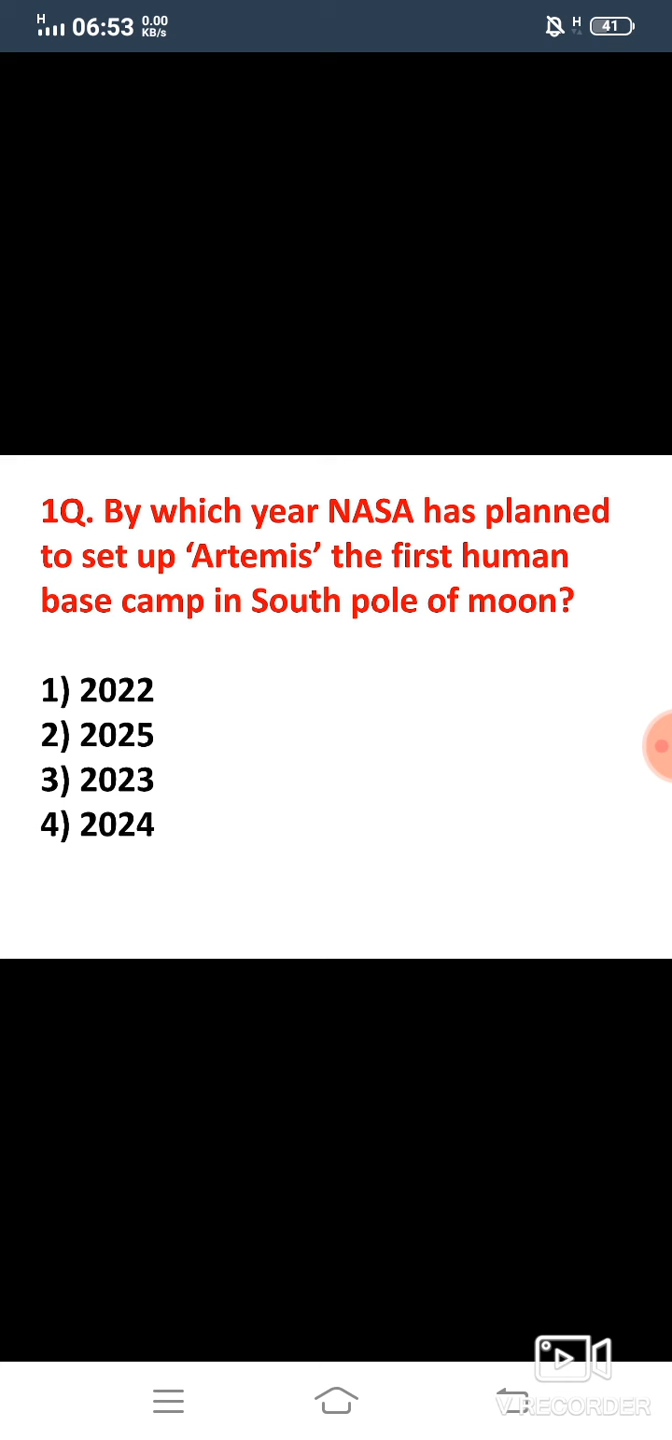 H
06:53 0.00
KB/s
H
41
1Q. By which year NASA has planned
to set up ‘Artemis’ the first human
base camp in South pole of moon?
1) 2022
2) 2025
3) 2023
4) 2024
V RECORDER